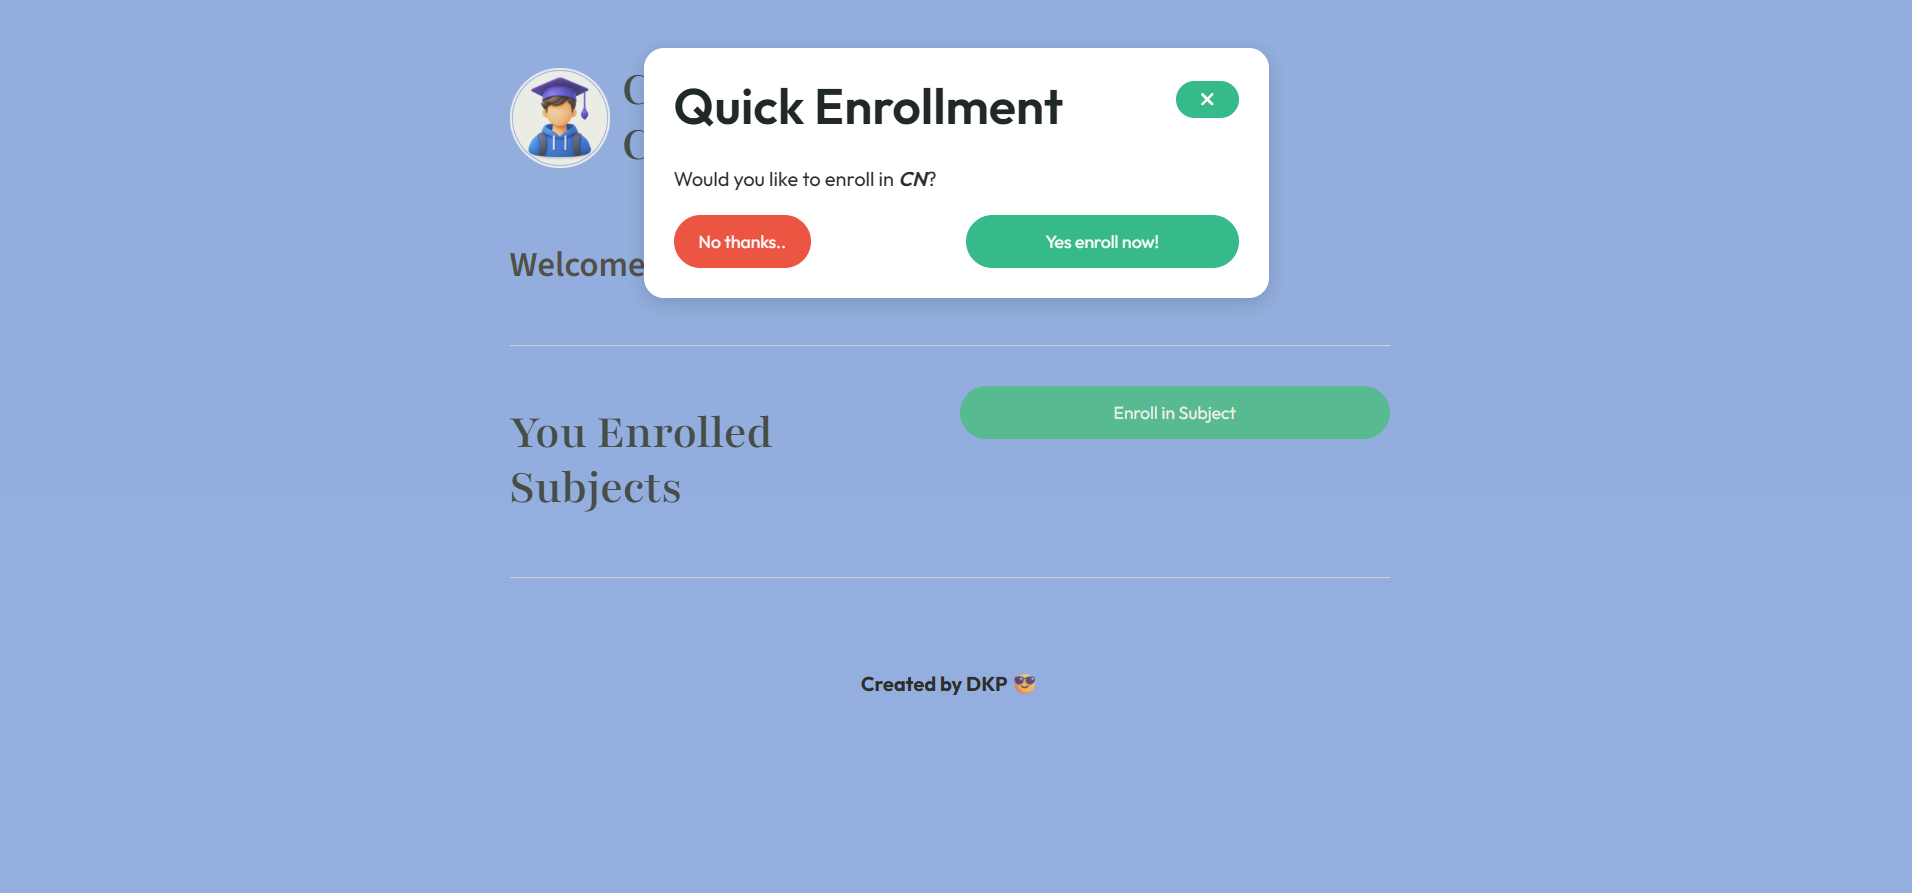 Quick Enrollment
Would you like to enroll in CN?
No thanks..
Yes enroll now!
Welcome
You Enrolled
Subjects
Enroll in Subject
Created by DKP 😎